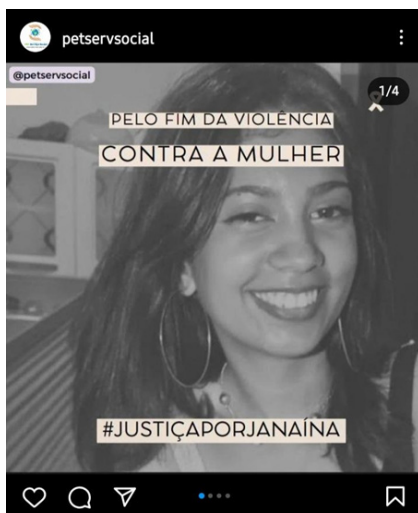 petservsocial
@petservsocial
1/4
PELO FIM DA VIOLÊNCIA
CONTRA A MULHER
#JUSTIÇAPORJANAÍNA